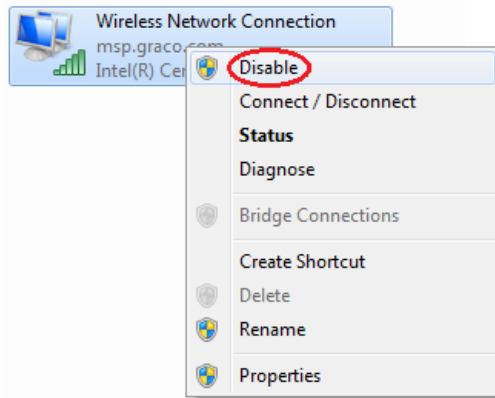 Wireless Network Connection
msp.graco.com
Intel(R) Cer
Disable
Connect / Disconnect
Status
Diagnose
Bridge Connections
Create Shortcut
Delete
Rename
Properties